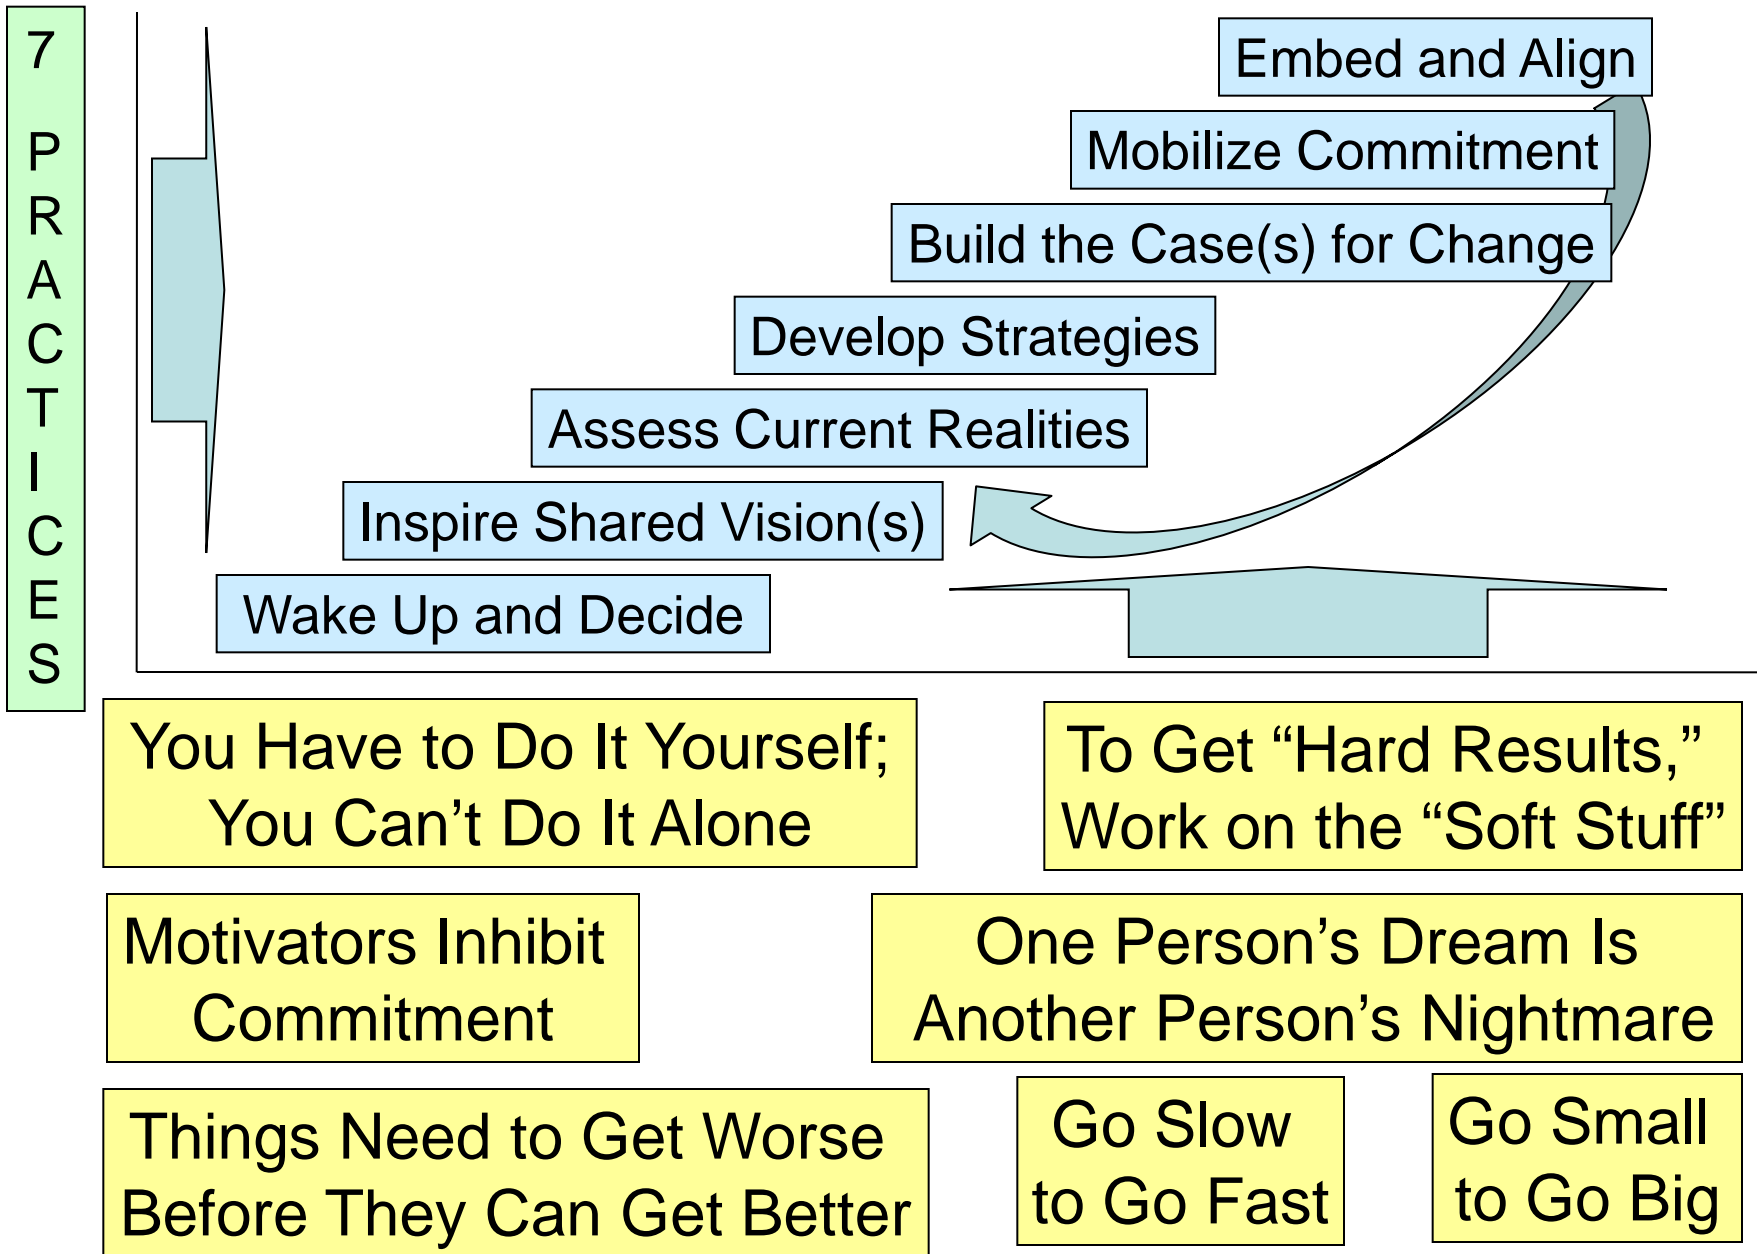 7
PRACTICES
Embed and Align
Mobilize Commitment
Build the Case(s) for Change
Develop Strategies
Assess Current Realities
Inspire Shared Vision(s)
Wake Up and Decide
You Have to Do It Yourself;
You Can’t Do It Alone
To Get “Hard Results,”
Work on the “Soft Stuff”
Motivators Inhibit
Commitment
One Person’s Dream Is
Another Person’s Nightmare
Things Need to Get Worse
Before They Can Get Better
Go Slow
to Go Fast
Go Small
to Go Big